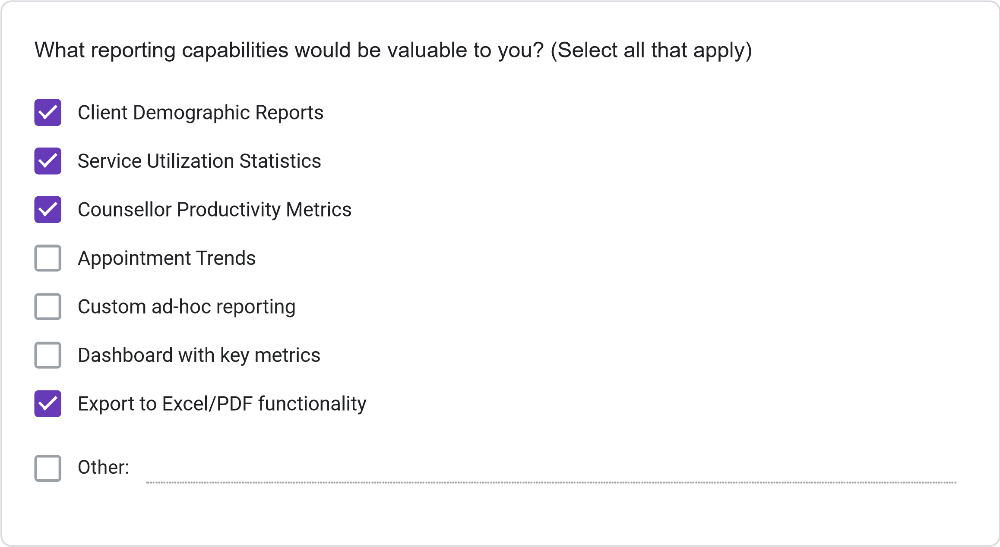 What reporting capabilities would be valuable to you? (Select all that apply)
Client Demographic Reports
Service Utilization Statistics
Counsellor Productivity Metrics
Appointment Trends
Custom ad-hoc reporting
Dashboard with key metrics
Export to Excel/PDF functionality
Other: